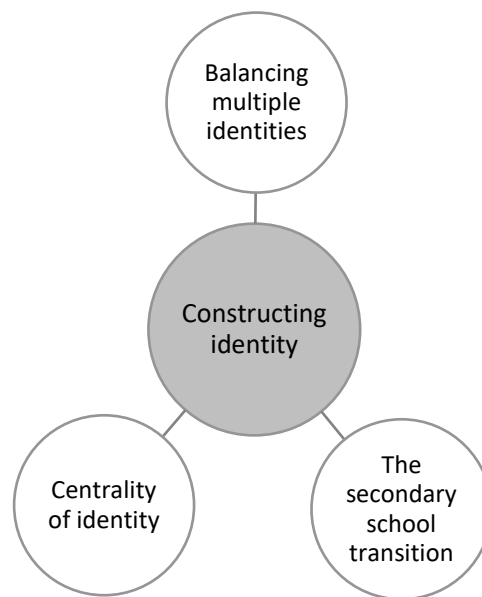 Balancing
multiple
identities
Constructing
identity
Centrality
of identity
The
secondary
school
transition